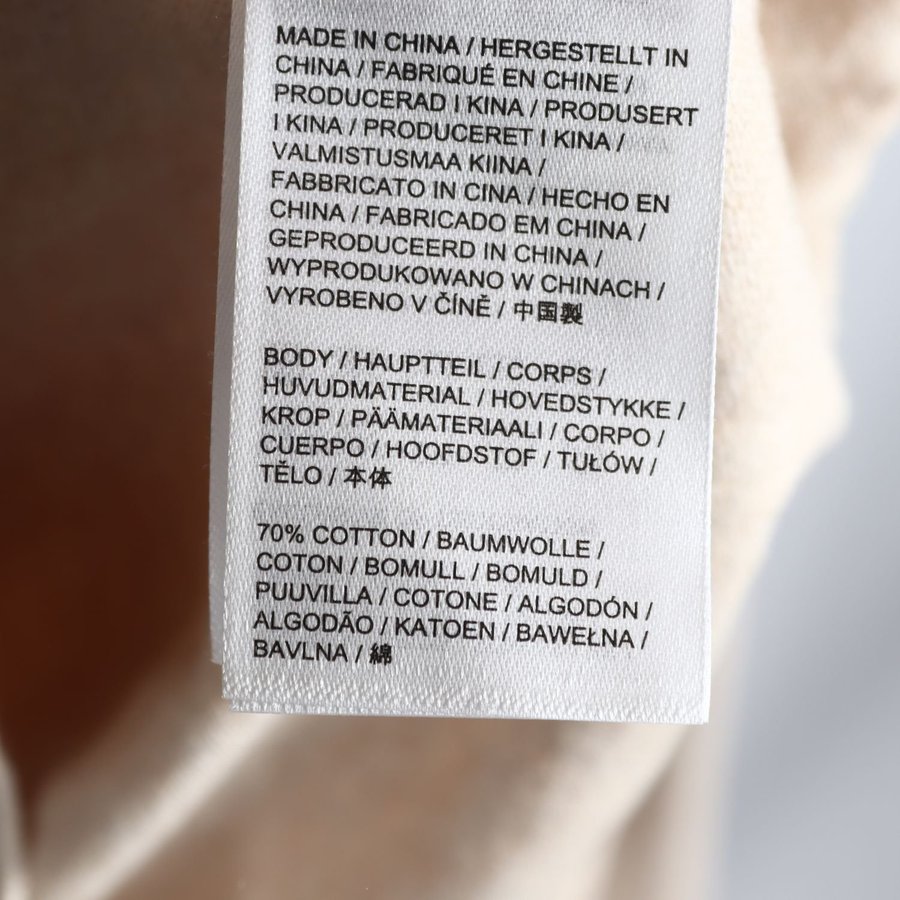 MADE IN CHINA / HERGESTELLT IN
CHINA / FABRIQUÉ EN CHINE /
PRODUCERAD I KINA / PRODUSERT
I KINA / PRODUCERET I KINA /
VALMISTUSMAA KIINA /
FABBRICATO IN CINA / HECHO EN
CHINA / FABRICADO EM CHINA /
GEPRODUCEERD IN CHINA /
WYPRODUKOWANO W CHINACH /
VYROBENO V ČÍNĚ / 中国製
BODY / HAUPTTEIL / CORPS /
HUVUDMATERIAL / HOVEDSTYKKE /
KROP / PÄÄMATERIAALI / CORPO /
CUERPO / HOOFDSTOF / TUŁÓW /
TĚLO / 本体
70% COTTON / BAUMWOLLE /
COTON / BOMULL / BOMULD /
PUUVILLA / COTONE / ALGODÓN /
ALGODÃO / KATOEN / BAWEŁNA /
BAVLNA / 綿